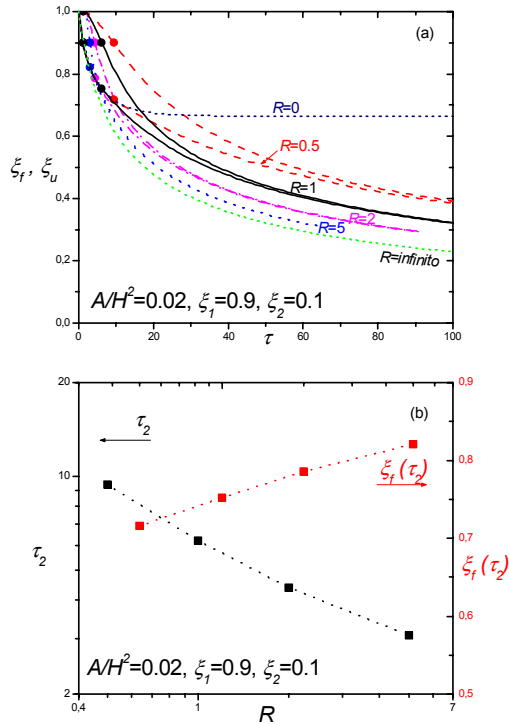 1,0
0,8
0,6
0,4
0,2
0,0
ξf , ξu
(a)
R=0
R=0.5
R=1
R=2
R=5
R=infinito
A/H²=0.02, ξ1=0.9, ξ2=0.1
0 20 40 60 80 100
τ
20
10
2
τ2
(b)
τ2
ξf (τ2)
0,9
0,8
0,7
0,6
0,5
ξf (τ2)
A/H²=0.02, ξ1=0.9, ξ2=0.1
0,4 1 7
R